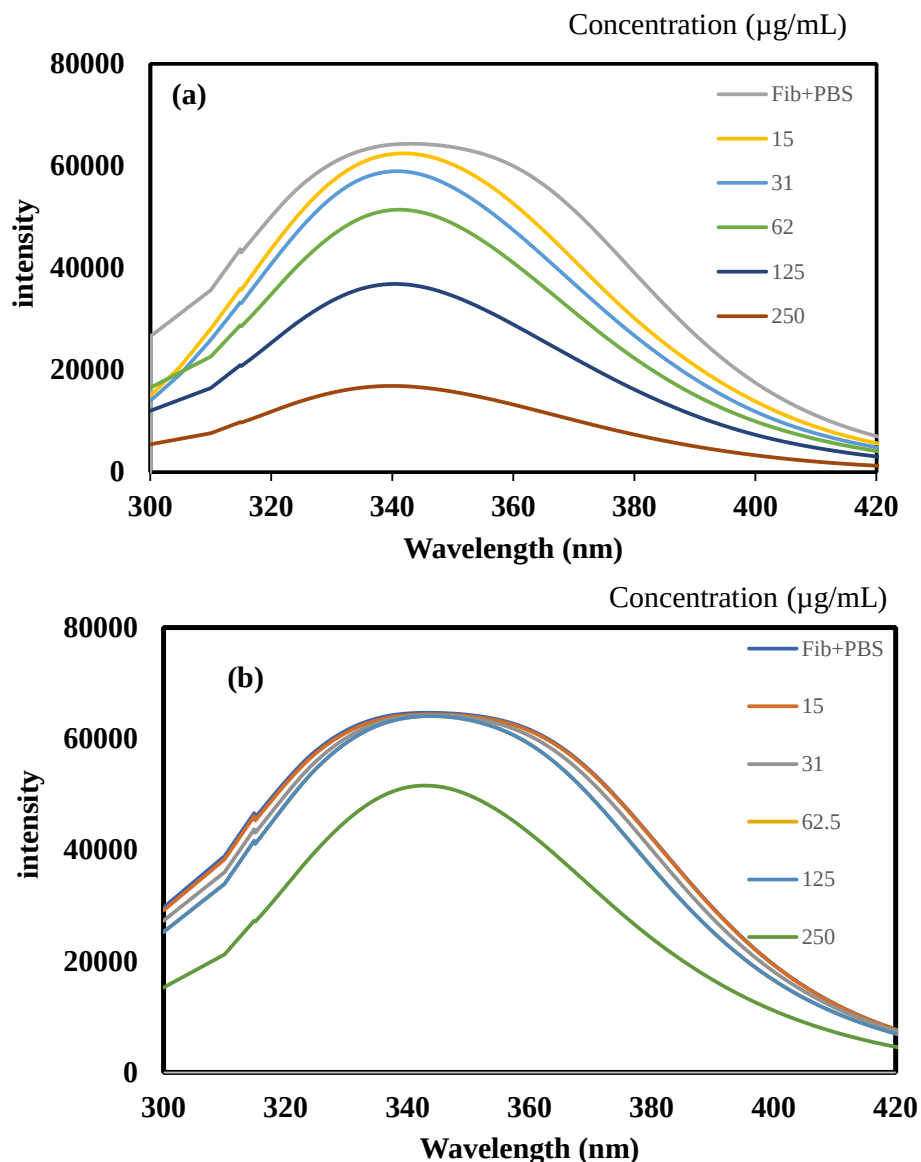 Concentration (µg/mL)
80000
(a)
Fib+PBS
60000
15
31
intensity
40000
62
125
20000
250
0
300 320 340 360 380 400 420
Wavelength (nm)
Concentration (µg/mL)
80000
(b)
Fib+PBS
15
60000
31
intensity
40000
62.5
125
20000
250
0
300 320 340 360 380 400 420
Wavelength (nm)